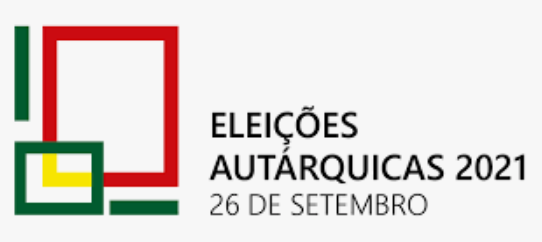 ELEIÇÕES
AUTÁRQUICAS 2021
26 DE SETEMBRO